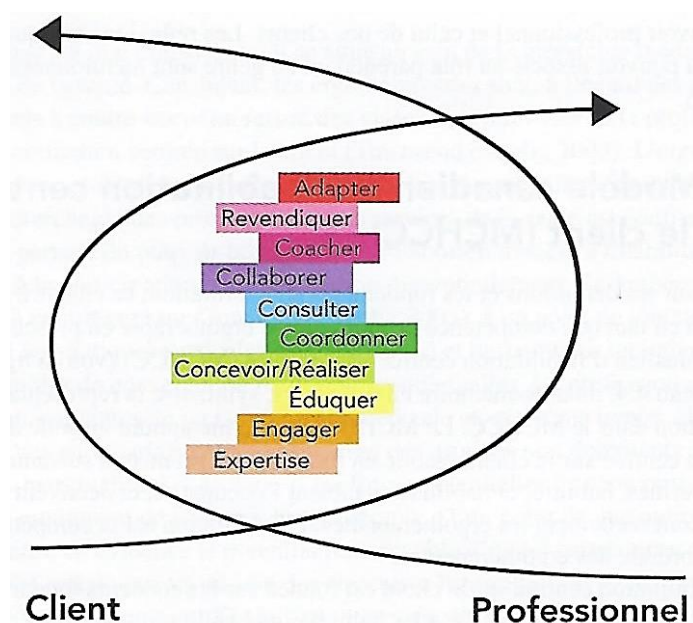 Adapter
Revendiquer
Coacher
Collaborer
Consulter
Coordonner
Concevoir/Réaliser
Éduquer
Engager
Expertise
Client
Professionnel